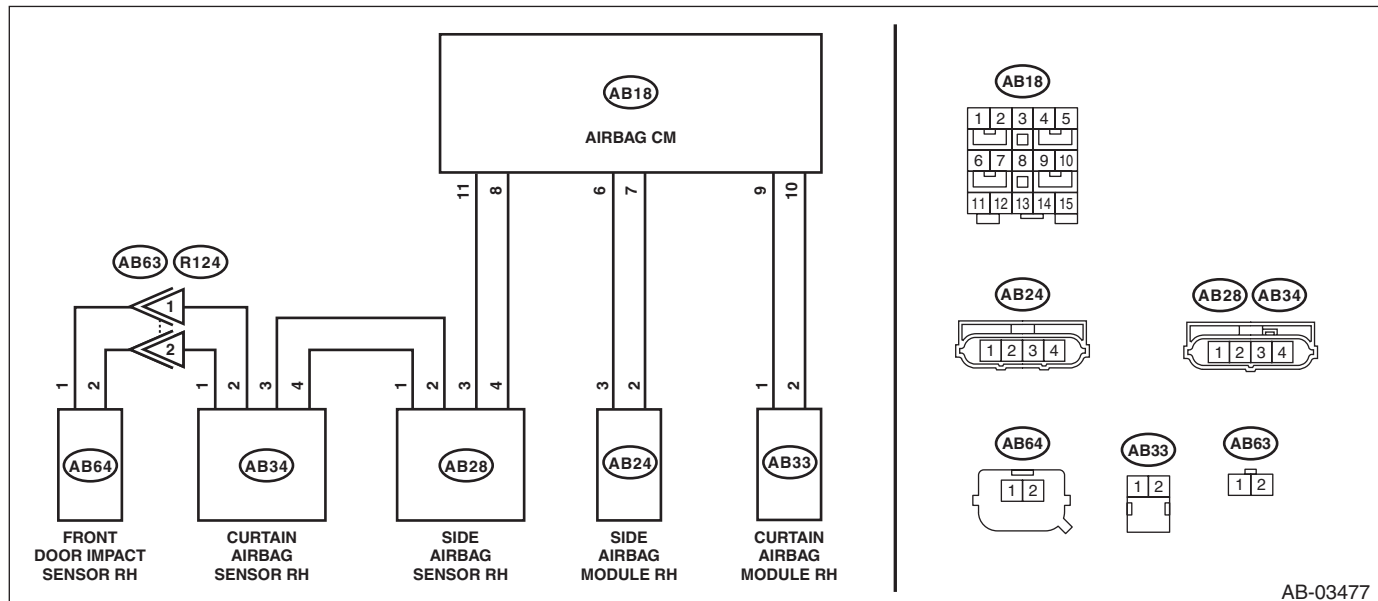 AB18
AIRBAG CM
11 8 6 7 9 10
AB63 R124
1
2
1 2 1 2 3 4 1 2 3 4 3 2 1 2
AB64 AB34 AB28 AB24 AB33
FRONT
DOOR IMPACT
SENSOR RH
CURTAIN
AIRBAG
SENSOR RH
SIDE
AIRBAG
SENSOR RH
SIDE
AIRBAG
MODULE RH
CURTAIN
AIRBAG
MODULE RH
AB18
1 2 3 4 5
6 7 8 9 10
11 12 13 14 15
AB24
1 2 3 4
AB28 AB34
1 2 3 4
AB64
1 2
AB33
1 2
AB63
1 2
AB-03477